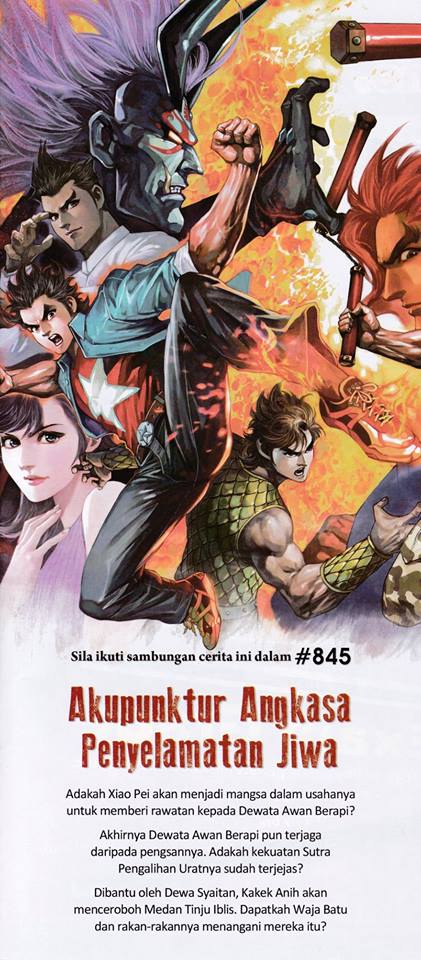 Sila ikuti sambungan cerita ini dalam #845
Akupunktur Angkasa
Penyelamatan Jiwa
Adakah Xiao Pei akan menjadi mangsa dalam usahanya
untuk memberi rawatan kepada Dewata Awan Berapi?
Akhirnya Dewata Awan Berapi pun terjaga
daripada pengsannya. Adakah kekuatan Sutra
Pengalihan Uratnya sudah terjejas?
Dibantu oleh Dewa Syaitan, Kakek Anih akan
menceroboh Medan Tinju Iblis. Dapatkah Waja Batu
dan rakan-rakannya menangani mereka itu?